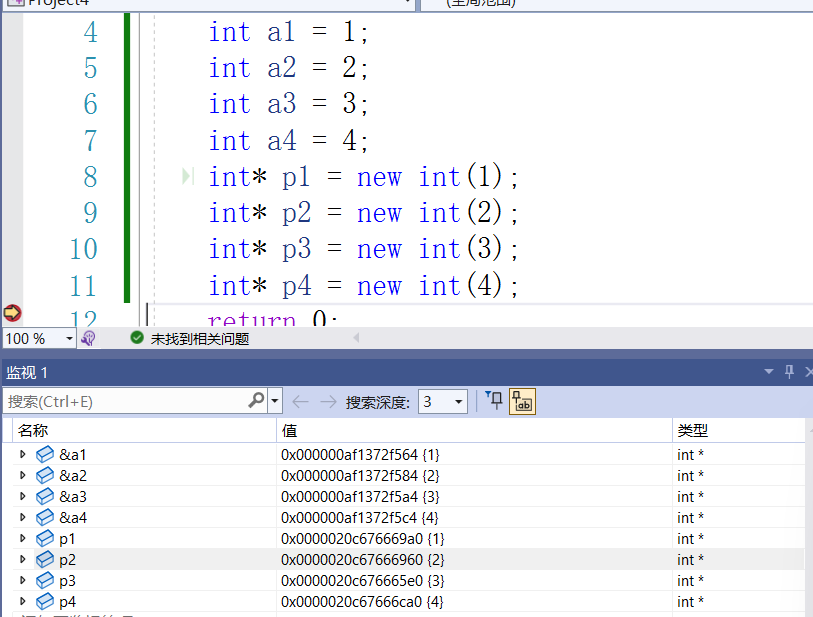 Project4 (全局范围)
4 int a1 = 1;
5 int a2 = 2;
6 int a3 = 3;
7 int a4 = 4;
8 int* p1 = new int(1);
9 int* p2 = new int(2);
10 int* p3 = new int(3);
11 int* p4 = new int(4);
12 return 0;
100 % 未找到相关问题
监视 1
搜索(Ctrl+E) 搜索深度: 3
名称 值 类型
&a1 0x000000af1372f564 {1} int *
&a2 0x000000af1372f584 {2} int *
&a3 0x000000af1372f5a4 {3} int *
&a4 0x000000af1372f5c4 {4} int *
p1 0x0000020c676669a0 {1} int *
p2 0x0000020c67666960 {2} int *
p3 0x0000020c676665e0 {3} int *
p4 0x0000020c67666ca0 {4} int *